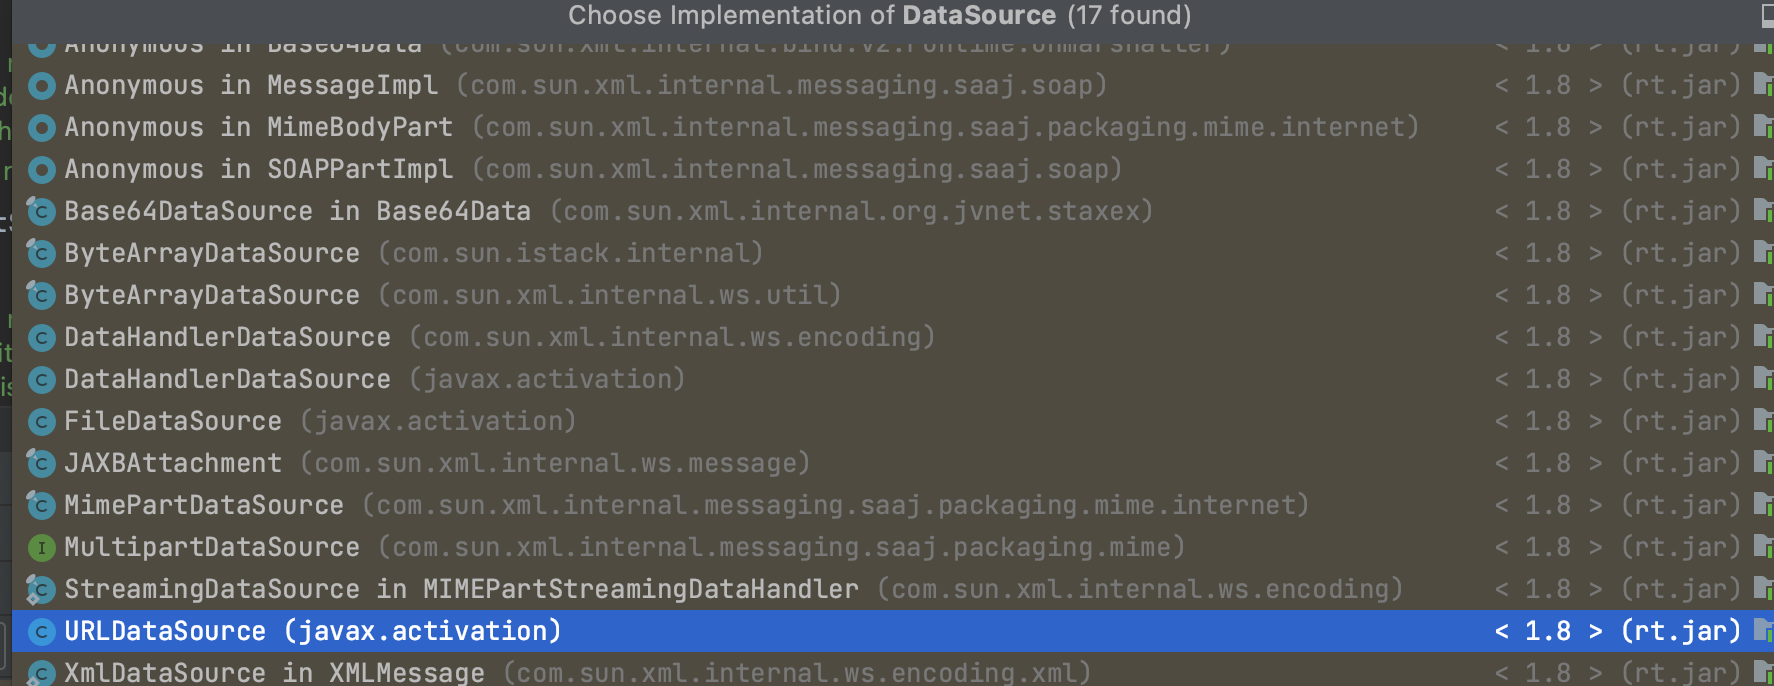 Choose Implementation of DataSource (17 found)
Anonymous in Base64Data (com.sun.xml.internal.bind.v2.runtime.unmarshaller) < 1.8 > (rt.jar)
Anonymous in MessageImpl (com.sun.xml.internal.messaging.saaj.soap) < 1.8 > (rt.jar)
Anonymous in MimeBodyPart (com.sun.xml.internal.messaging.saaj.packaging.mime.internet) < 1.8 > (rt.jar)
Anonymous in SOAPPartImpl (com.sun.xml.internal.messaging.saaj.soap) < 1.8 > (rt.jar)
Base64DataSource in Base64Data (com.sun.xml.internal.org.jvnet.staxex) < 1.8 > (rt.jar)
ByteArrayDataSource (com.sun.istack.internal) < 1.8 > (rt.jar)
ByteArrayDataSource (com.sun.xml.internal.ws.util) < 1.8 > (rt.jar)
DataHandlerDataSource (com.sun.xml.internal.ws.encoding) < 1.8 > (rt.jar)
DataHandlerDataSource (javax.activation) < 1.8 > (rt.jar)
FileDataSource (javax.activation) < 1.8 > (rt.jar)
JAXBAttachment (com.sun.xml.internal.ws.message) < 1.8 > (rt.jar)
MimePartDataSource (com.sun.xml.internal.messaging.saaj.packaging.mime.internet) < 1.8 > (rt.jar)
MultipartDataSource (com.sun.xml.internal.messaging.saaj.packaging.mime) < 1.8 > (rt.jar)
StreamingDataSource in MIMEPartStreamingDataHandler (com.sun.xml.internal.ws.encoding) < 1.8 > (rt.jar)
URLDataSource (javax.activation) < 1.8 > (rt.jar)
XmlDataSource in XMLMessage (com.sun.xml.internal.ws.encoding.xml) < 1.8 > (rt.jar)